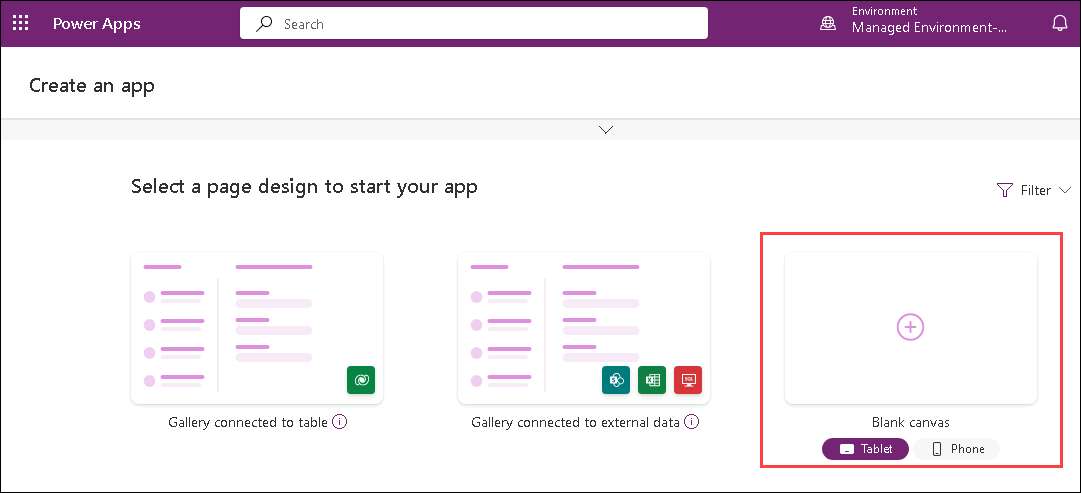 Power Apps
Search
Environment
Managed Environment-...
Create an app
Select a page design to start your app
Filter
Gallery connected to table
Gallery connected to external data
Blank canvas
Tablet
Phone